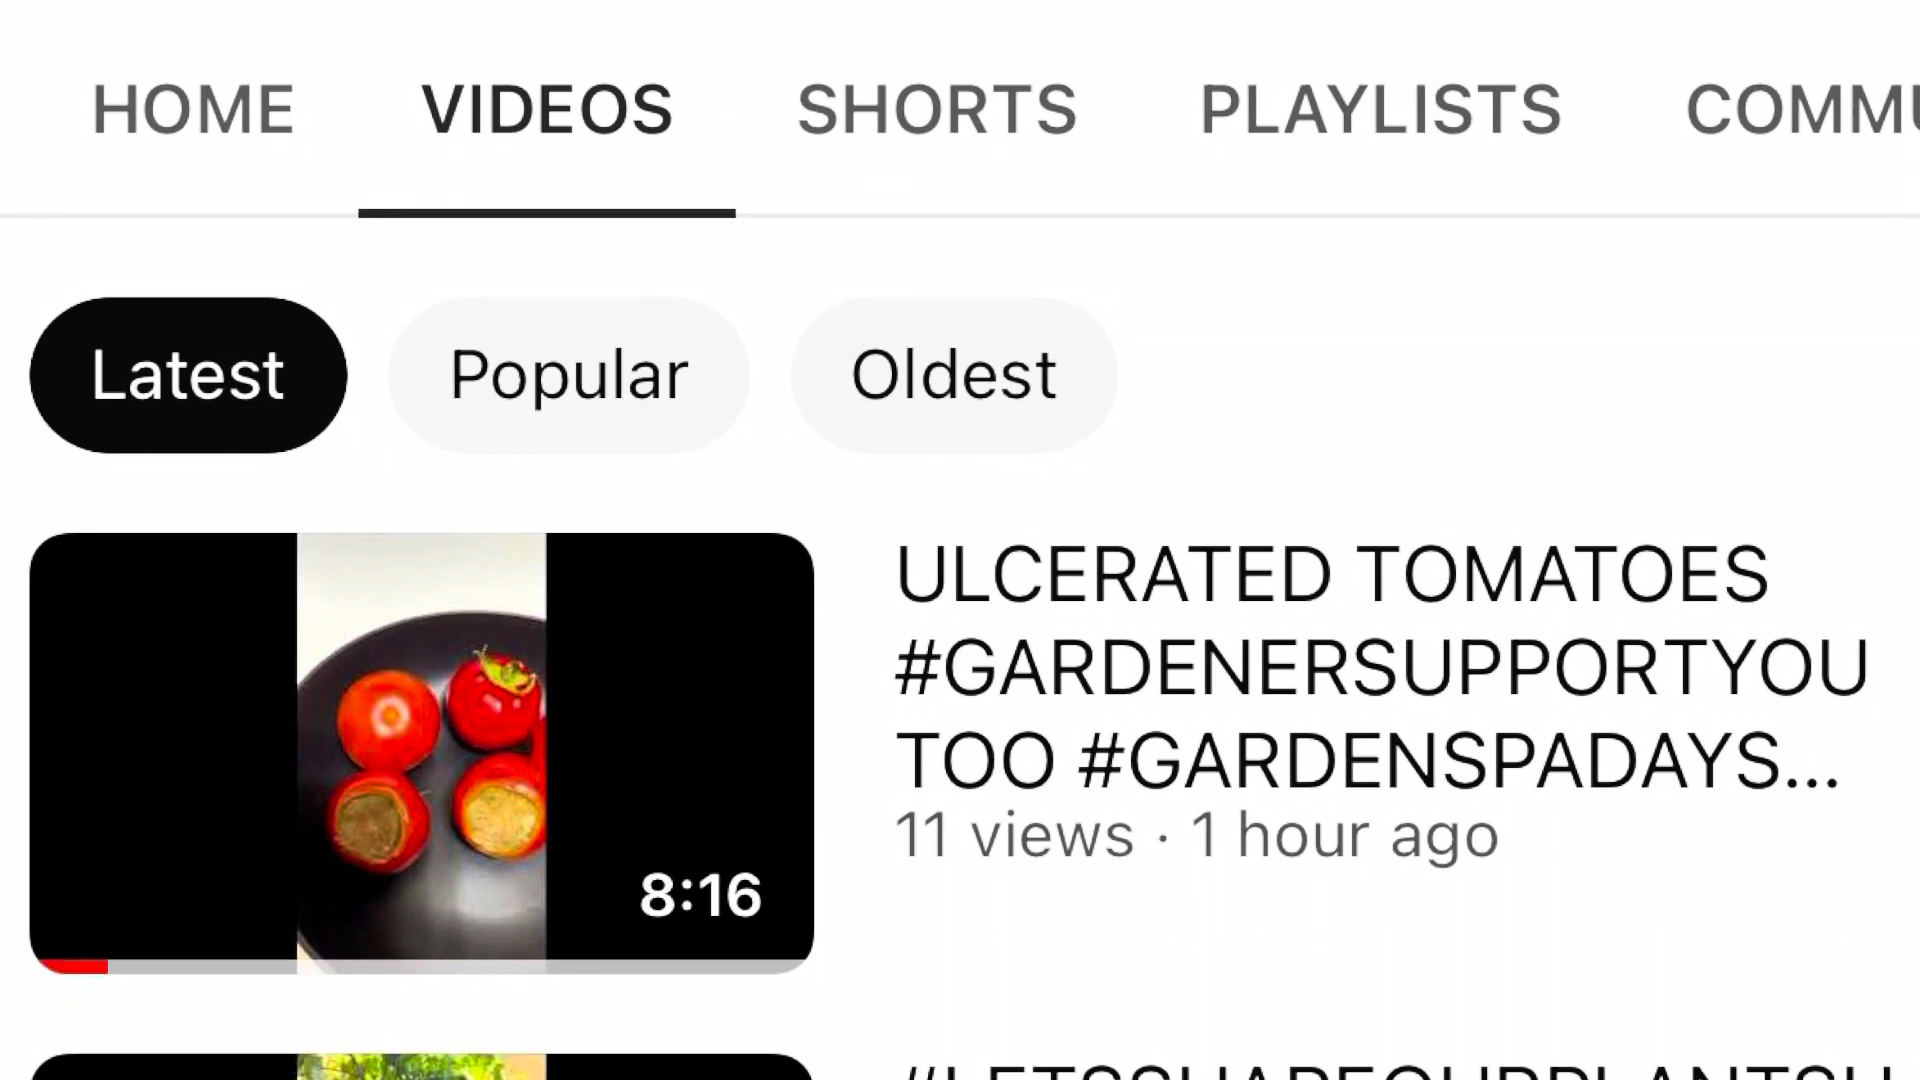 HOME VIDEOS SHORTS PLAYLISTS COMMU
Latest Popular Oldest
ULCERATED TOMATOES
#GARDENERSUPPORTYOU
TOO #GARDENSPADAYS...
11 views · 1 hour ago
8:16
#LETSSHAREOURPLANTSH